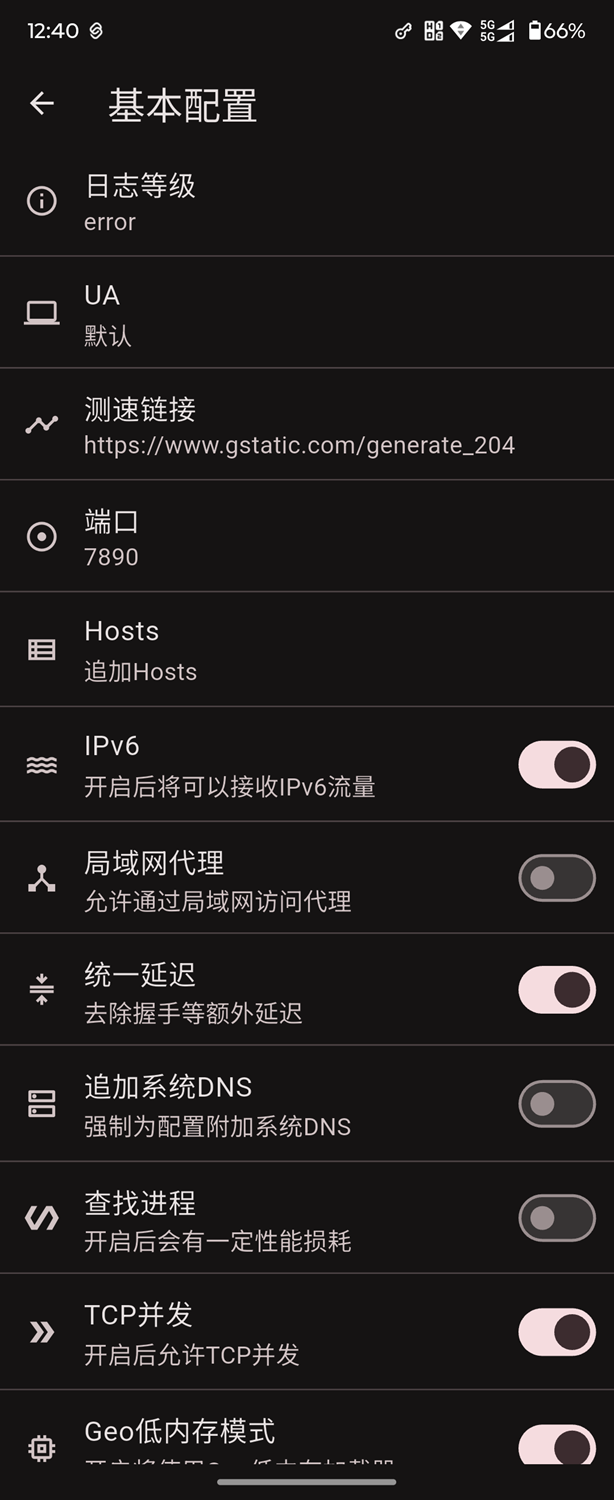 12:40
5G
5G
66%
基本配置
日志等级
error
UA
默认
测速链接
https://www.gstatic.com/generate_204
端口
7890
Hosts
追加Hosts
IPv6
开启后将可以接收IPv6流量
局域网代理
允许通过局域网访问代理
统一延迟
去除握手等额外延迟
追加系统DNS
强制为配置附加系统DNS
查找进程
开启后会有一定性能损耗
TCP并发
开启后允许TCP并发
Geo低内存模式